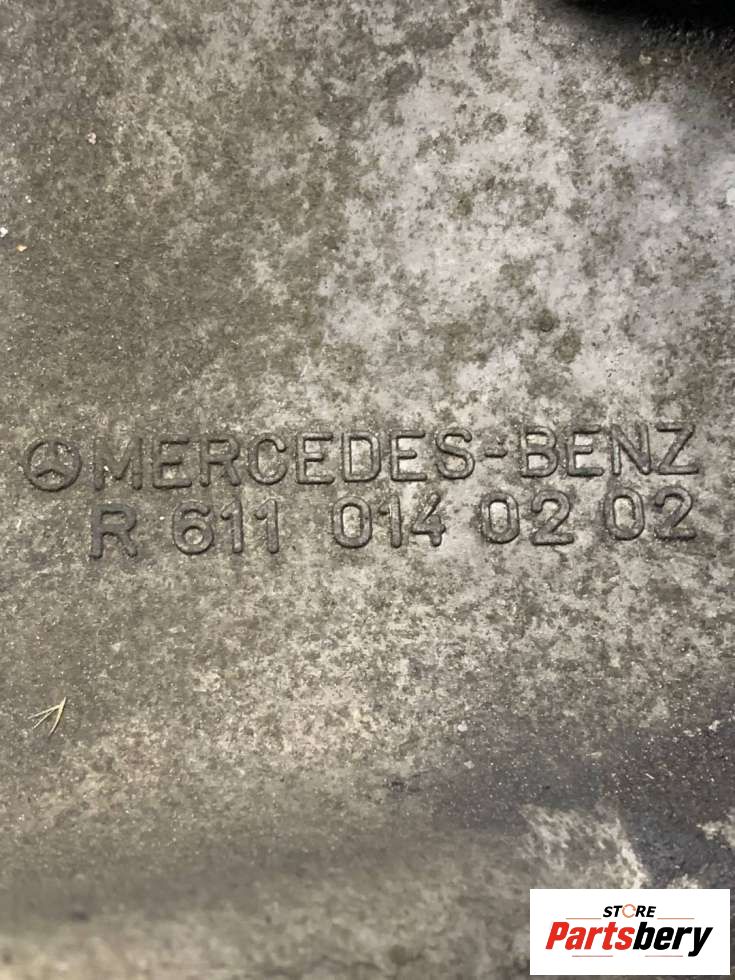 MERCEDES-BENZ
R 611 014 02 02
STORE
Partsbery